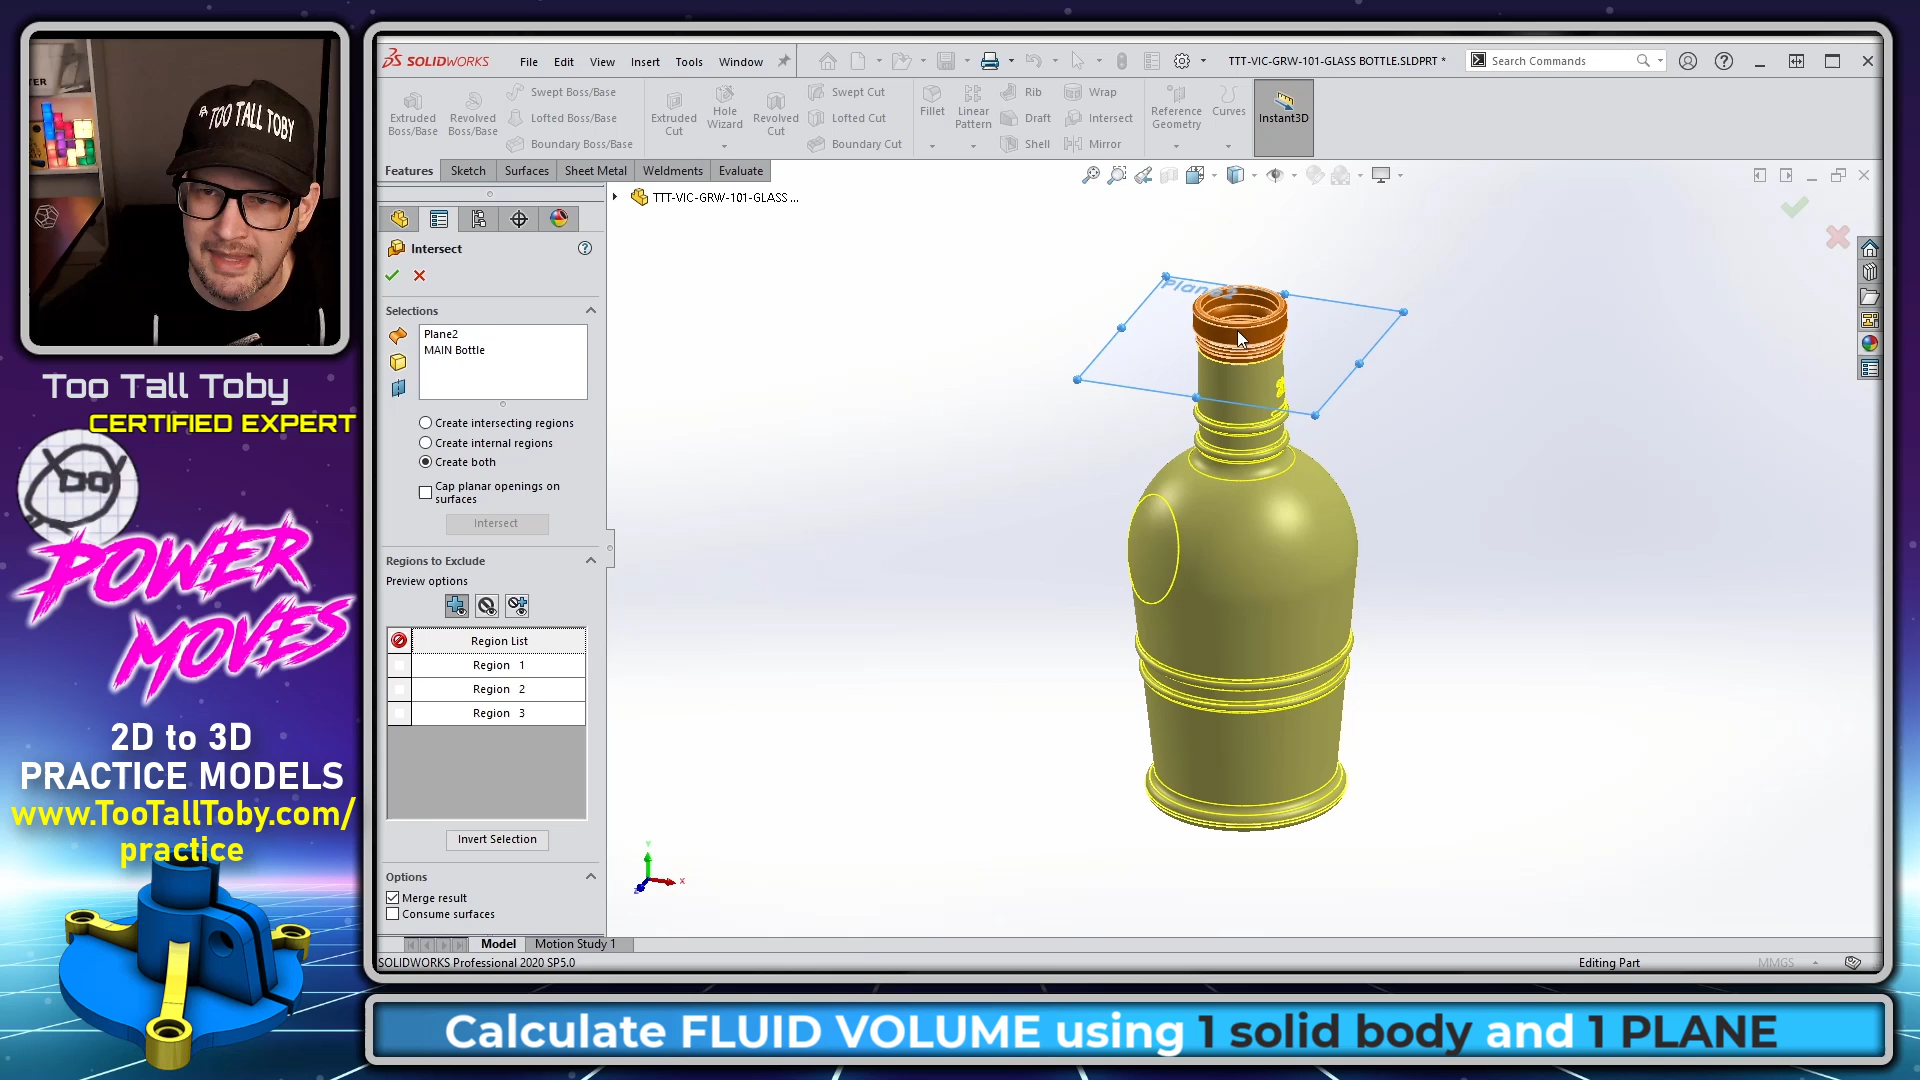 TOO TALL TOBY
Too Tall Toby
CERTIFIED EXPERT
POWER
MOVES
2D to 3D
PRACTICE MODELS
www.TooTallToby.com/
practice
SOLIDWORKS
File Edit View Insert Tools Window
TTT-VIC-GRW-101-GLASS BOTTLE.SLDPRT *
Search Commands
Extruded Boss/Base
Revolved Boss/Base
Swept Boss/Base
Lofted Boss/Base
Boundary Boss/Base
Extruded Cut
Hole Wizard
Revolved Cut
Swept Cut
Lofted Cut
Boundary Cut
Fillet
Linear Pattern
Rib
Draft
Shell
Wrap
Intersect
Mirror
Reference Geometry
Curves
Instant3D
Features Sketch Surfaces Sheet Metal Weldments Evaluate
TTT-VIC-GRW-101-GLASS ...
Intersect
Selections
Plane2
MAIN Bottle
Create intersecting regions
Create internal regions
Create both
Cap planar openings on
surfaces
Intersect
Regions to Exclude
Preview options
Region List
Region 1
Region 2
Region 3
Invert Selection
Options
Merge result
Consume surfaces
Plane2
Y
X
Z
Model Motion Study 1
SOLIDWORKS Professional 2020 SP5.0
Editing Part
MMGS
Calculate FLUID VOLUME using 1 solid body and 1 PLANE